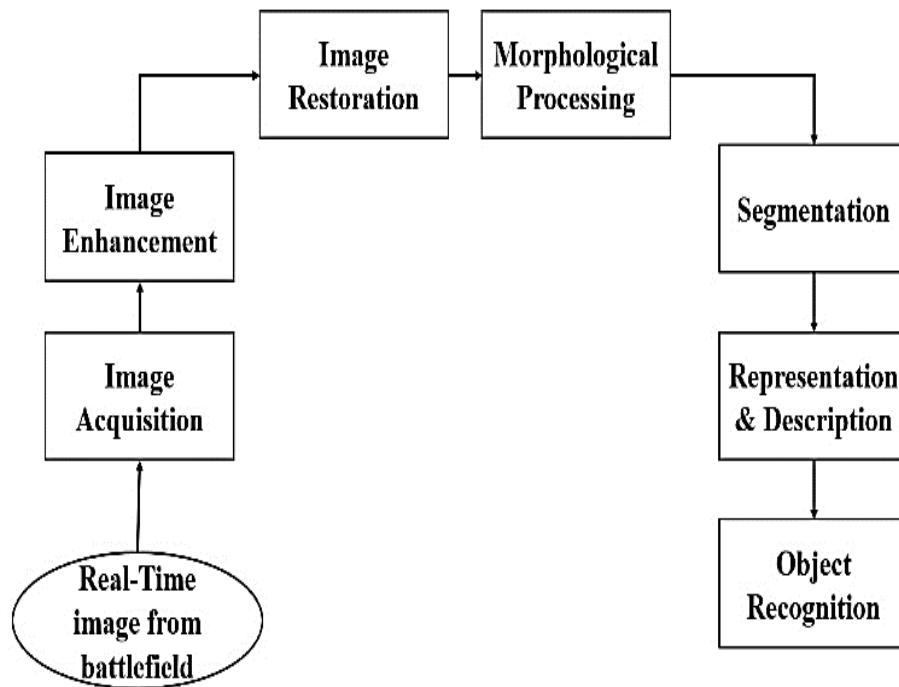 Real-Time
image from
battlefield
Image
Acquisition
Image
Enhancement
Image
Restoration
Morphological
Processing
Segmentation
Representation
& Description
Object
Recognition